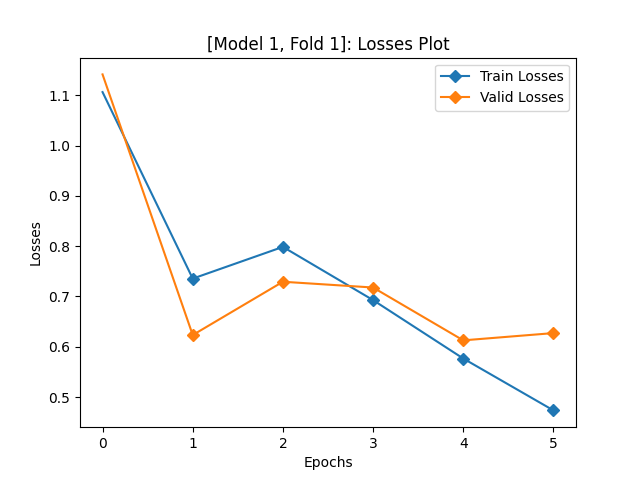 [Model 1, Fold 1]: Losses Plot
Train Losses
Valid Losses
1.1
1.0
0.9
0.8
0.7
0.6
0.5
Losses
0 1 2 3 4 5
Epochs